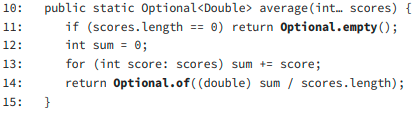 10: public static Optional<Double> average(int… scores) {
11: if (scores.length == 0) return Optional.empty();
12: int sum = 0;
13: for (int score: scores) sum += score;
14: return Optional.of((double) sum / scores.length);
15: }